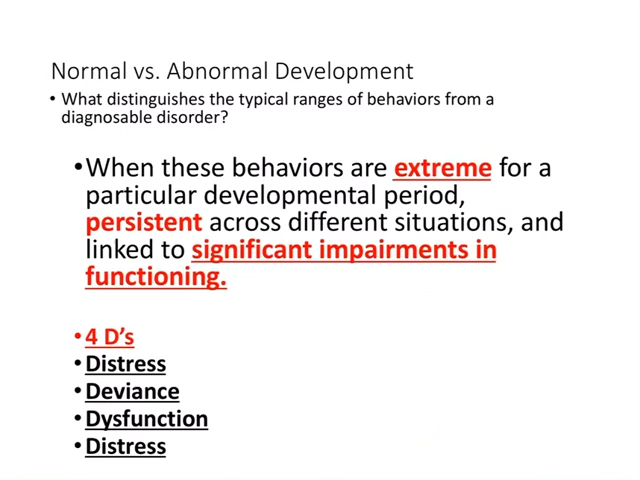 Normal vs. Abnormal Development
• What distinguishes the typical ranges of behaviors from a
diagnosable disorder?
•When these behaviors are extreme for a
particular developmental period,
persistent across different situations, and
linked to significant impairments in
functioning.
• 4 D's
• Distress
• Deviance
• Dysfunction
• Distress